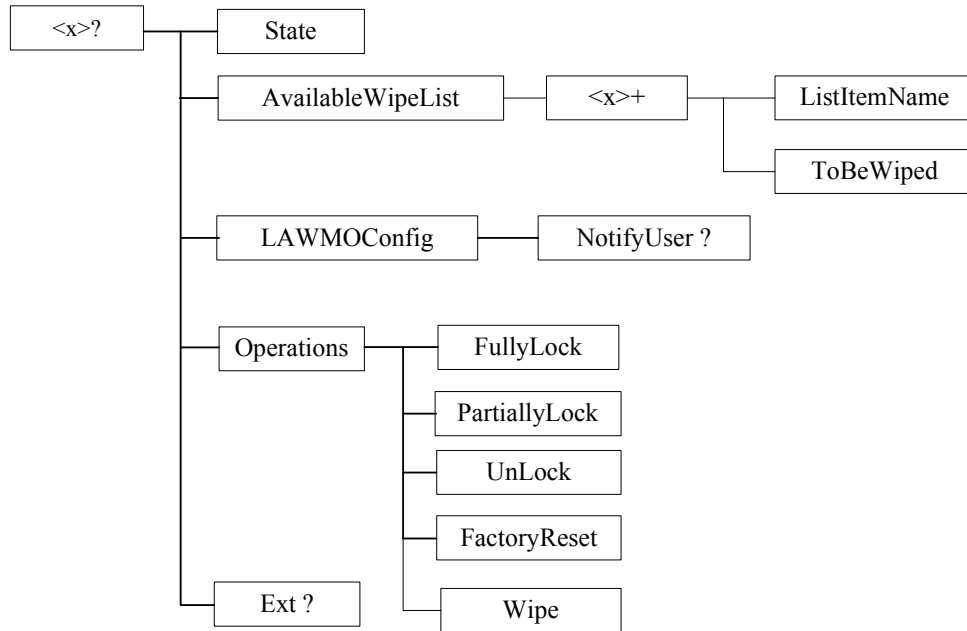 <x>?
State
AvailableWipeList
<x>+
ListItemName
ToBeWiped
LAWMOConfig
NotifyUser ?
Operations
FullyLock
PartiallyLock
UnLock
FactoryReset
Wipe
Ext ?